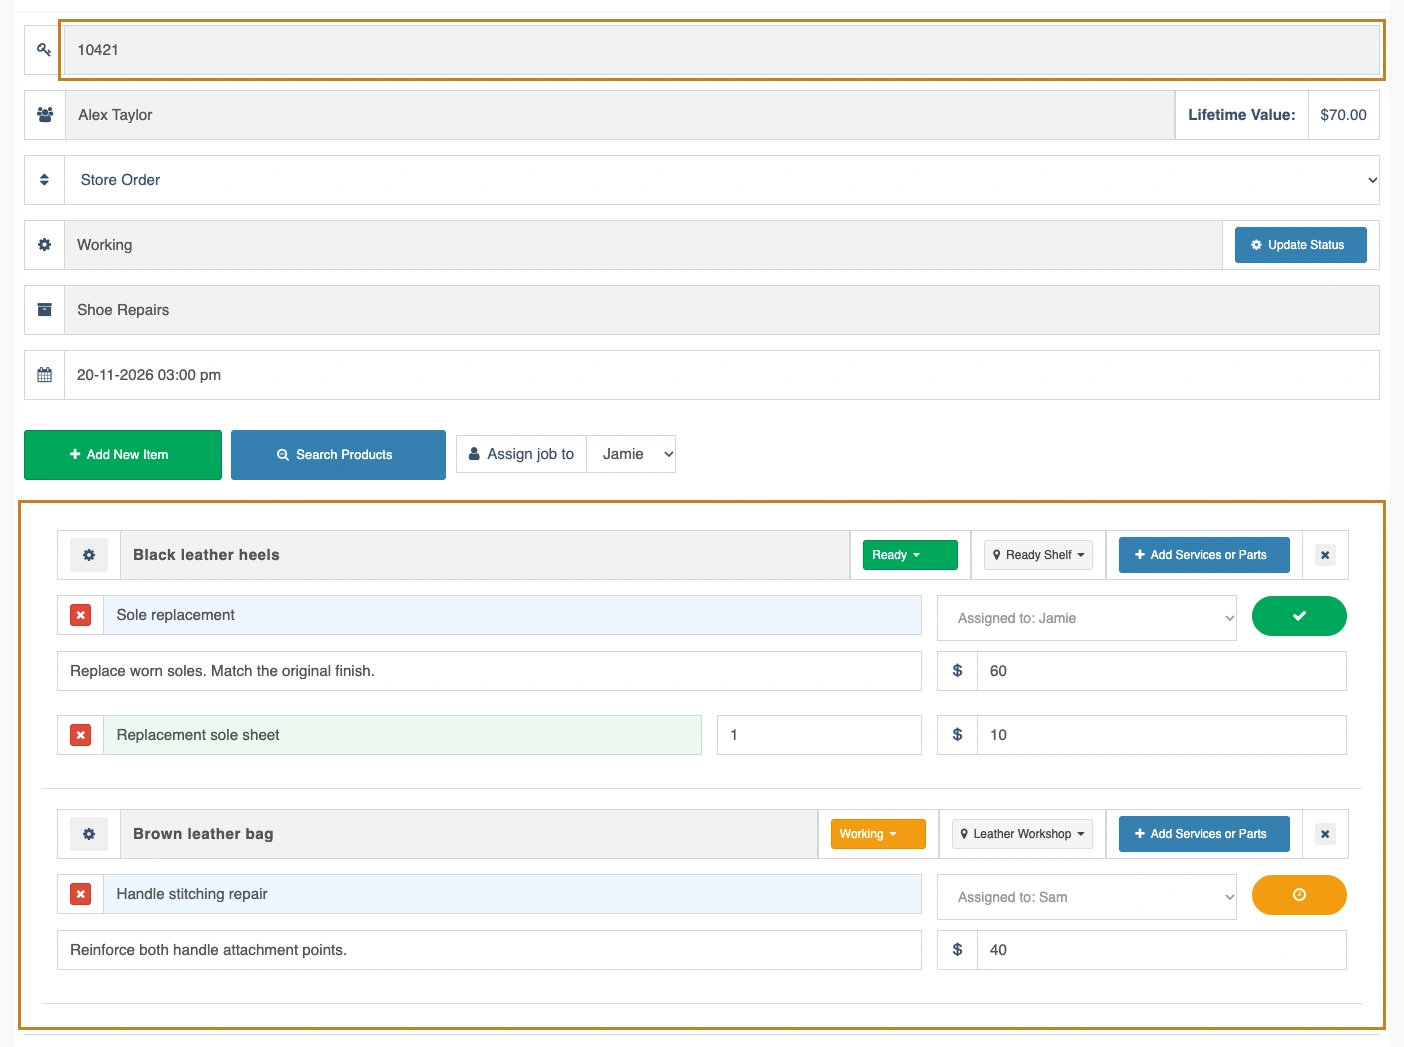 10421
Alex Taylor Lifetime Value: $70.00
Store Order
Working Update Status
Shoe Repairs
20-11-2026 03:00 pm
Add New Item Search Products Assign job to Jamie
Black leather heels Ready Ready Shelf Add Services or Parts
Sole replacement Assigned to: Jamie
Replace worn soles. Match the original finish. $ 60
Replacement sole sheet 1 $ 10
Brown leather bag Working Leather Workshop Add Services or Parts
Handle stitching repair Assigned to: Sam
Reinforce both handle attachment points. $ 40